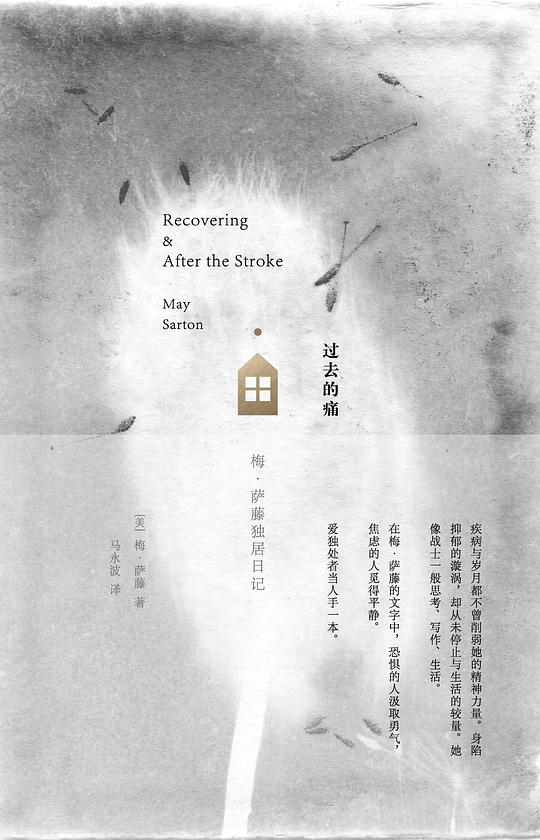 Recovering
&
After the Stroke
May
Sarton
过去的痛
梅·萨藤独居日记
[美] 梅·萨藤 著
马永波 译
疾病与岁月都不曾削弱她的精神力量。身陷
抑郁的漩涡，却从未停止与生活的较量。她
像战士一般思考、写作、生活。
在梅·萨藤的文字中，恐惧的人汲取勇气，
焦虑的人觅得平静。
爱独处者当人手一本。